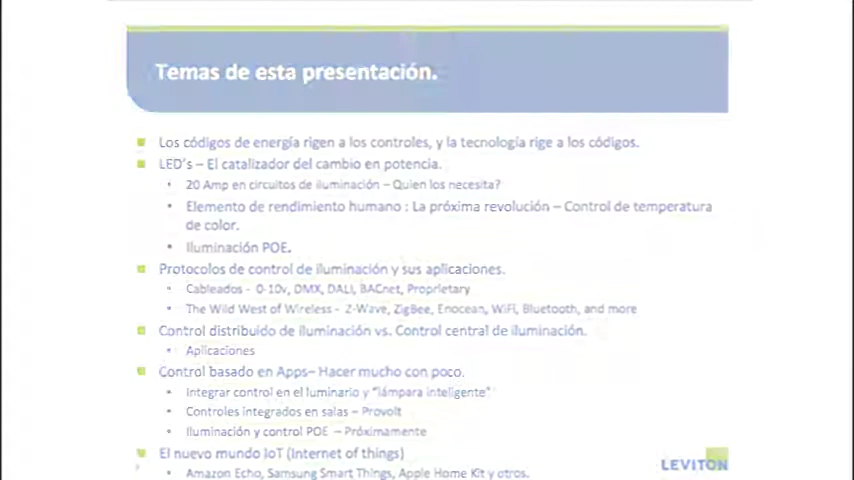 Temas de esta presentación.
Los códigos de energía rigen a los controles, y la tecnología rige a los códigos.
LED's – El catalizador del cambio en potencia.
20 Amp en circuitos de iluminación – Quien los necesita?
Elemento de rendimiento humano : La próxima revolución – Control de temperatura
de color.
Iluminación POE.
Protocolos de control de iluminación y sus aplicaciones.
Cableados - 0-10v, DMX, DALI, BACnet, Proprietary
The Wild West of Wireless - Z-Wave, ZigBee, Enocean, WiFi, Bluetooth, and more
Control distribuido de iluminación vs. Control central de iluminación.
Aplicaciones
Control basado en Apps– Hacer mucho con poco.
Integrar control en el luminario y "lámpara inteligente"
Controles integrados en salas – Provolt
Iluminación y control POE – Próximamente
El nuevo mundo IoT (Internet of things)
Amazon Echo, Samsung Smart Things, Apple Home Kit y otros.
LEVITON